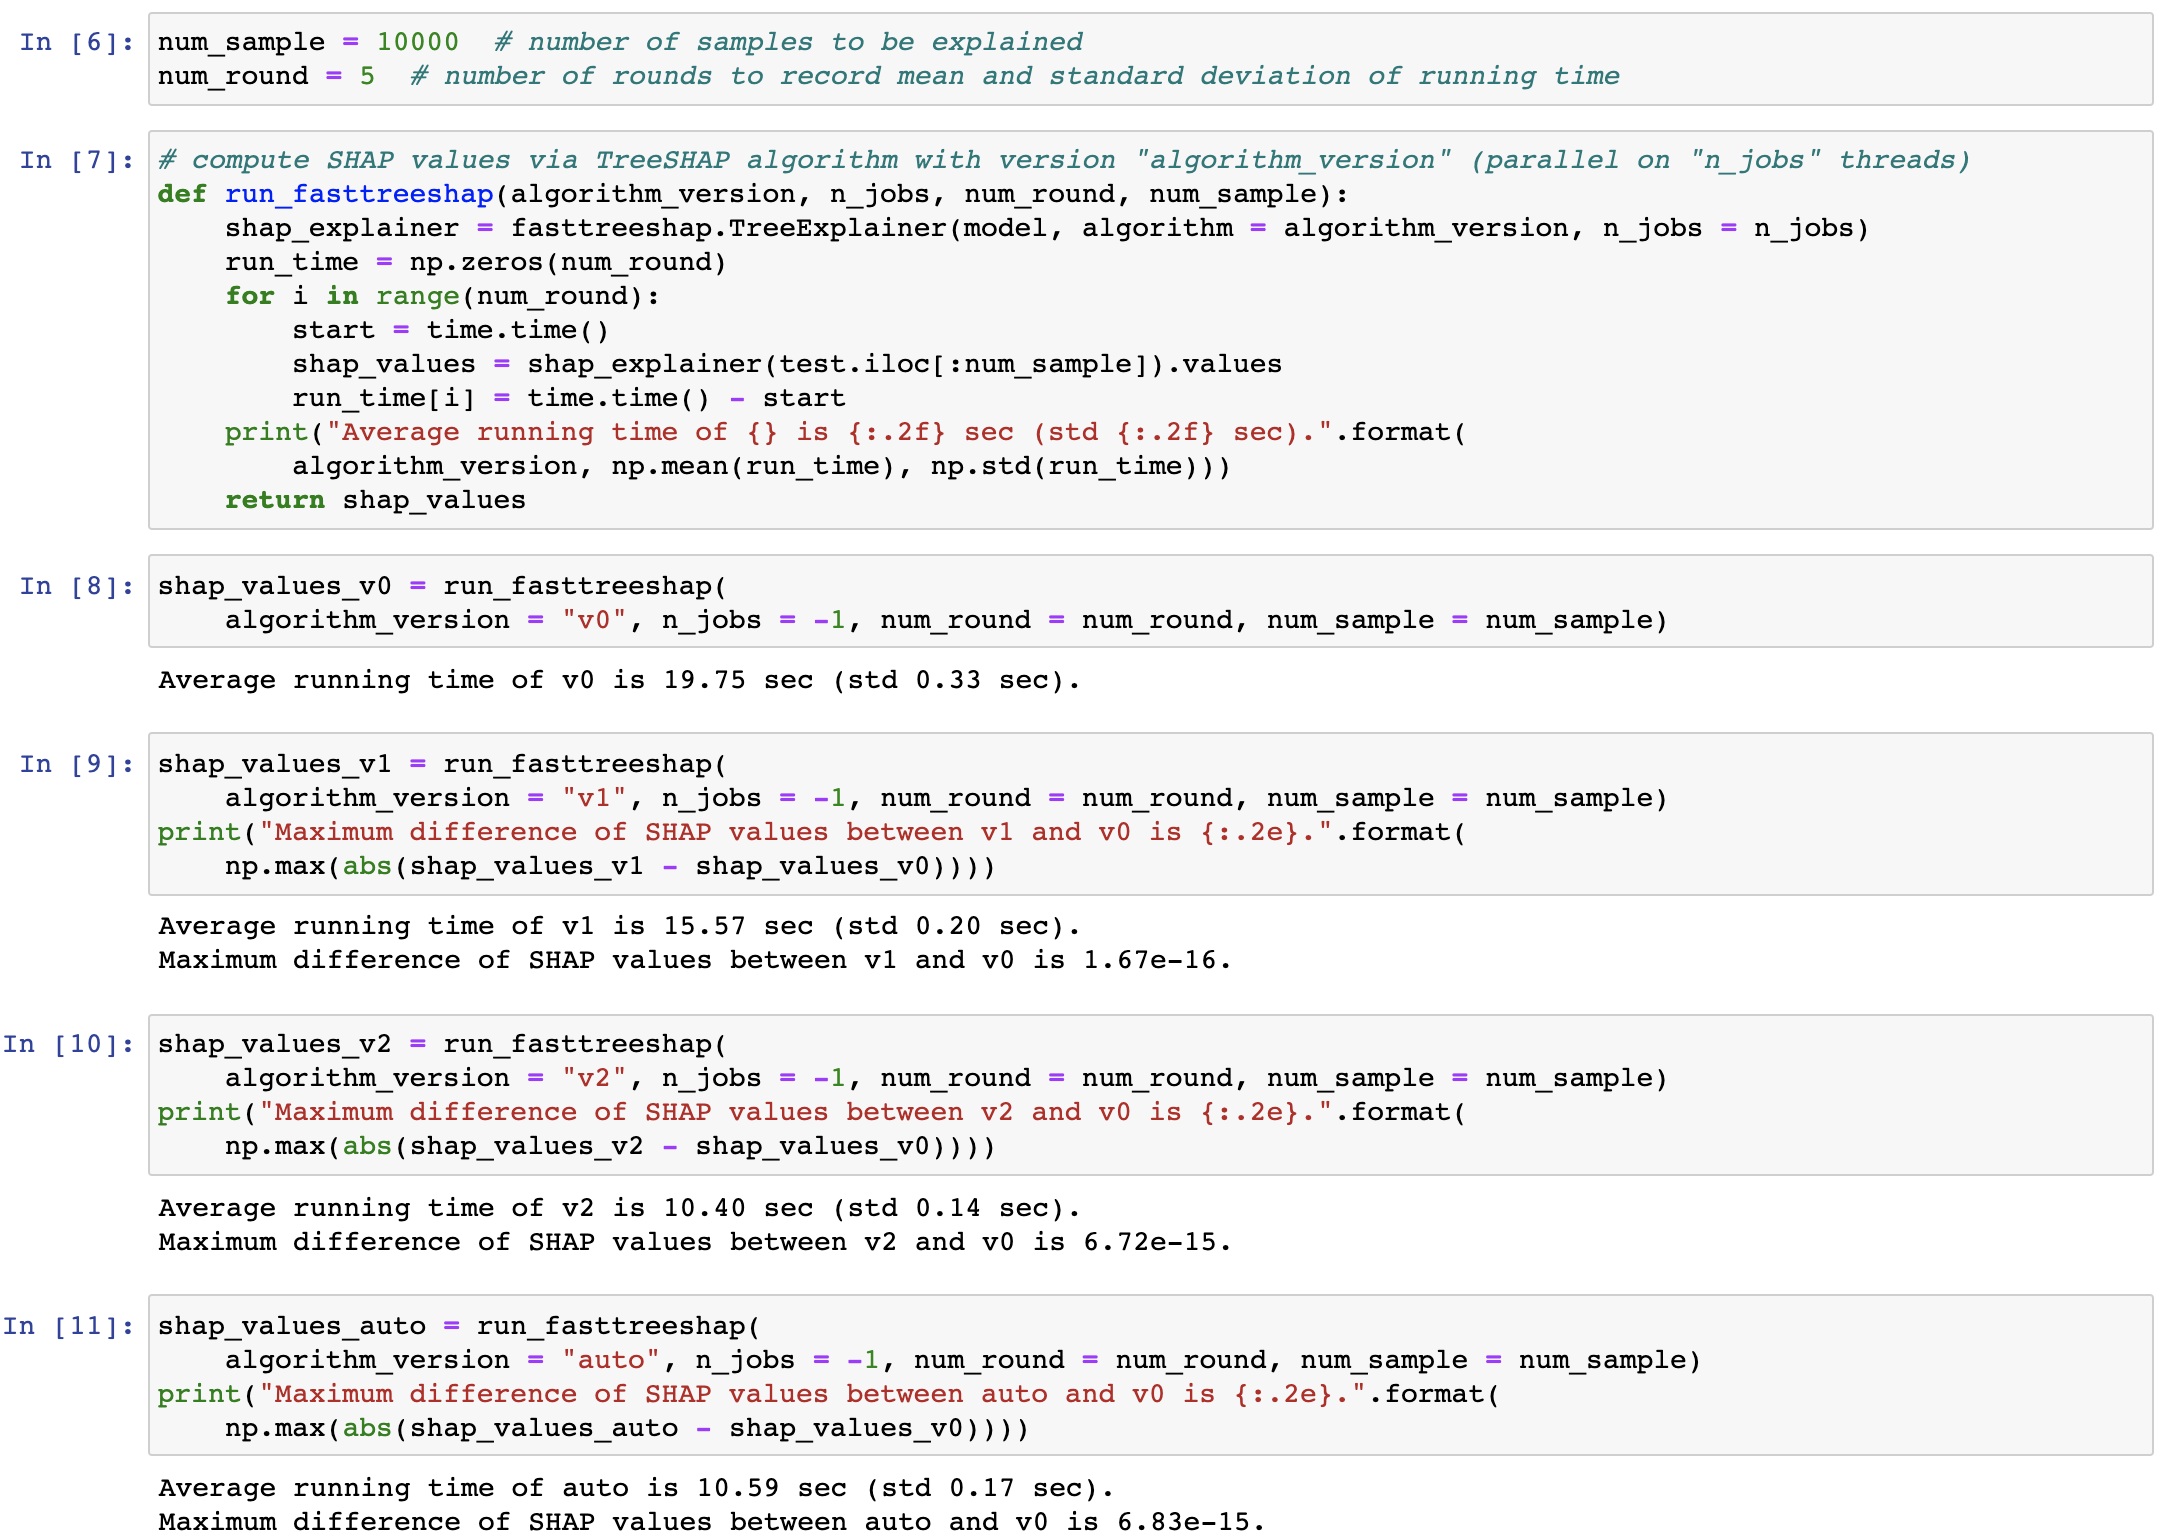 In [6]: num_sample = 10000  # number of samples to be explained
num_round = 5  # number of rounds to record mean and standard deviation of running time
In [7]: # compute SHAP values via TreeSHAP algorithm with version "algorithm_version" (parallel on "n_jobs" threads)
def run_fasttreeshap(algorithm_version, n_jobs, num_round, num_sample):
    shap_explainer = fasttreeshap.TreeExplainer(model, algorithm = algorithm_version, n_jobs = n_jobs)
    run_time = np.zeros(num_round)
    for i in range(num_round):
        start = time.time()
        shap_values = shap_explainer(test.iloc[:num_sample]).values
        run_time[i] = time.time() - start
    print("Average running time of {} is {:.2f} sec (std {:.2f} sec).".format(
        algorithm_version, np.mean(run_time), np.std(run_time)))
    return shap_values
In [8]: shap_values_v0 = run_fasttreeshap(
    algorithm_version = "v0", n_jobs = -1, num_round = num_round, num_sample = num_sample)
Average running time of v0 is 19.75 sec (std 0.33 sec).
In [9]: shap_values_v1 = run_fasttreeshap(
    algorithm_version = "v1", n_jobs = -1, num_round = num_round, num_sample = num_sample)
print("Maximum difference of SHAP values between v1 and v0 is {:.2e}.".format(
    np.max(abs(shap_values_v1 - shap_values_v0))))
Average running time of v1 is 15.57 sec (std 0.20 sec).
Maximum difference of SHAP values between v1 and v0 is 1.67e-16.
In [10]: shap_values_v2 = run_fasttreeshap(
    algorithm_version = "v2", n_jobs = -1, num_round = num_round, num_sample = num_sample)
print("Maximum difference of SHAP values between v2 and v0 is {:.2e}.".format(
    np.max(abs(shap_values_v2 - shap_values_v0))))
Average running time of v2 is 10.40 sec (std 0.14 sec).
Maximum difference of SHAP values between v2 and v0 is 6.72e-15.
In [11]: shap_values_auto = run_fasttreeshap(
    algorithm_version = "auto", n_jobs = -1, num_round = num_round, num_sample = num_sample)
print("Maximum difference of SHAP values between auto and v0 is {:.2e}.".format(
    np.max(abs(shap_values_auto - shap_values_v0))))
Average running time of auto is 10.59 sec (std 0.17 sec).
Maximum difference of SHAP values between auto and v0 is 6.83e-15.